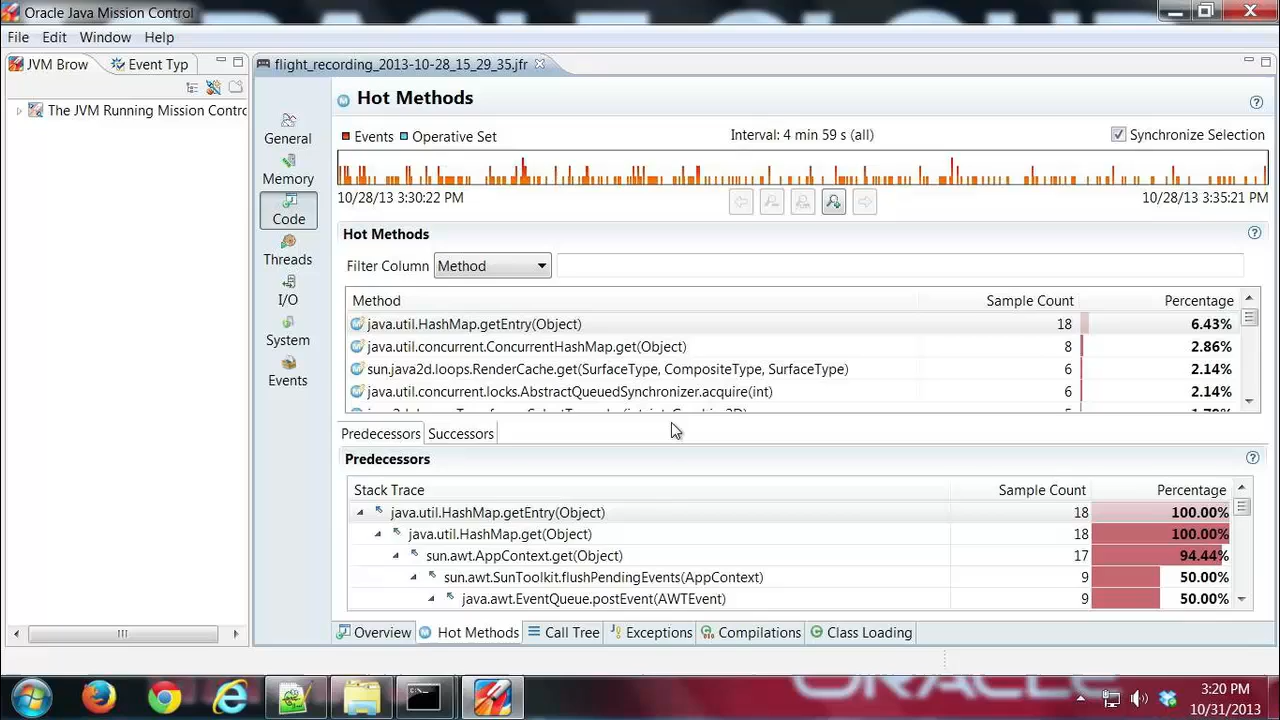 Oracle Java Mission Control
File Edit Window Help
JVM Brow Event Typ
flight_recording_2013-10-28_15_29_35.jfr
The JVM Running Mission Contro
General
Memory
Code
Threads
I/O
System
Events
Hot Methods
Events Operative Set Interval: 4 min 59 s (all) Synchronize Selection
10/28/13 3:30:22 PM 10/28/13 3:35:21 PM
Hot Methods
Filter Column Method
Method Sample Count Percentage
java.util.HashMap.getEntry(Object) 18 6.43%
java.util.concurrent.ConcurrentHashMap.get(Object) 8 2.86%
sun.java2d.loops.RenderCache.get(SurfaceType, CompositeType, SurfaceType) 6 2.14%
java.util.concurrent.locks.AbstractQueuedSynchronizer.acquire(int) 6 2.14%
Predecessors Successors
Predecessors
Stack Trace Sample Count Percentage
java.util.HashMap.getEntry(Object) 18 100.00%
java.util.HashMap.get(Object) 18 100.00%
sun.awt.AppContext.get(Object) 17 94.44%
sun.awt.SunToolkit.flushPendingEvents(AppContext) 9 50.00%
java.awt.EventQueue.postEvent(AWTEvent) 9 50.00%
Overview Hot Methods Call Tree Exceptions Compilations Class Loading
3:20 PM
10/31/2013